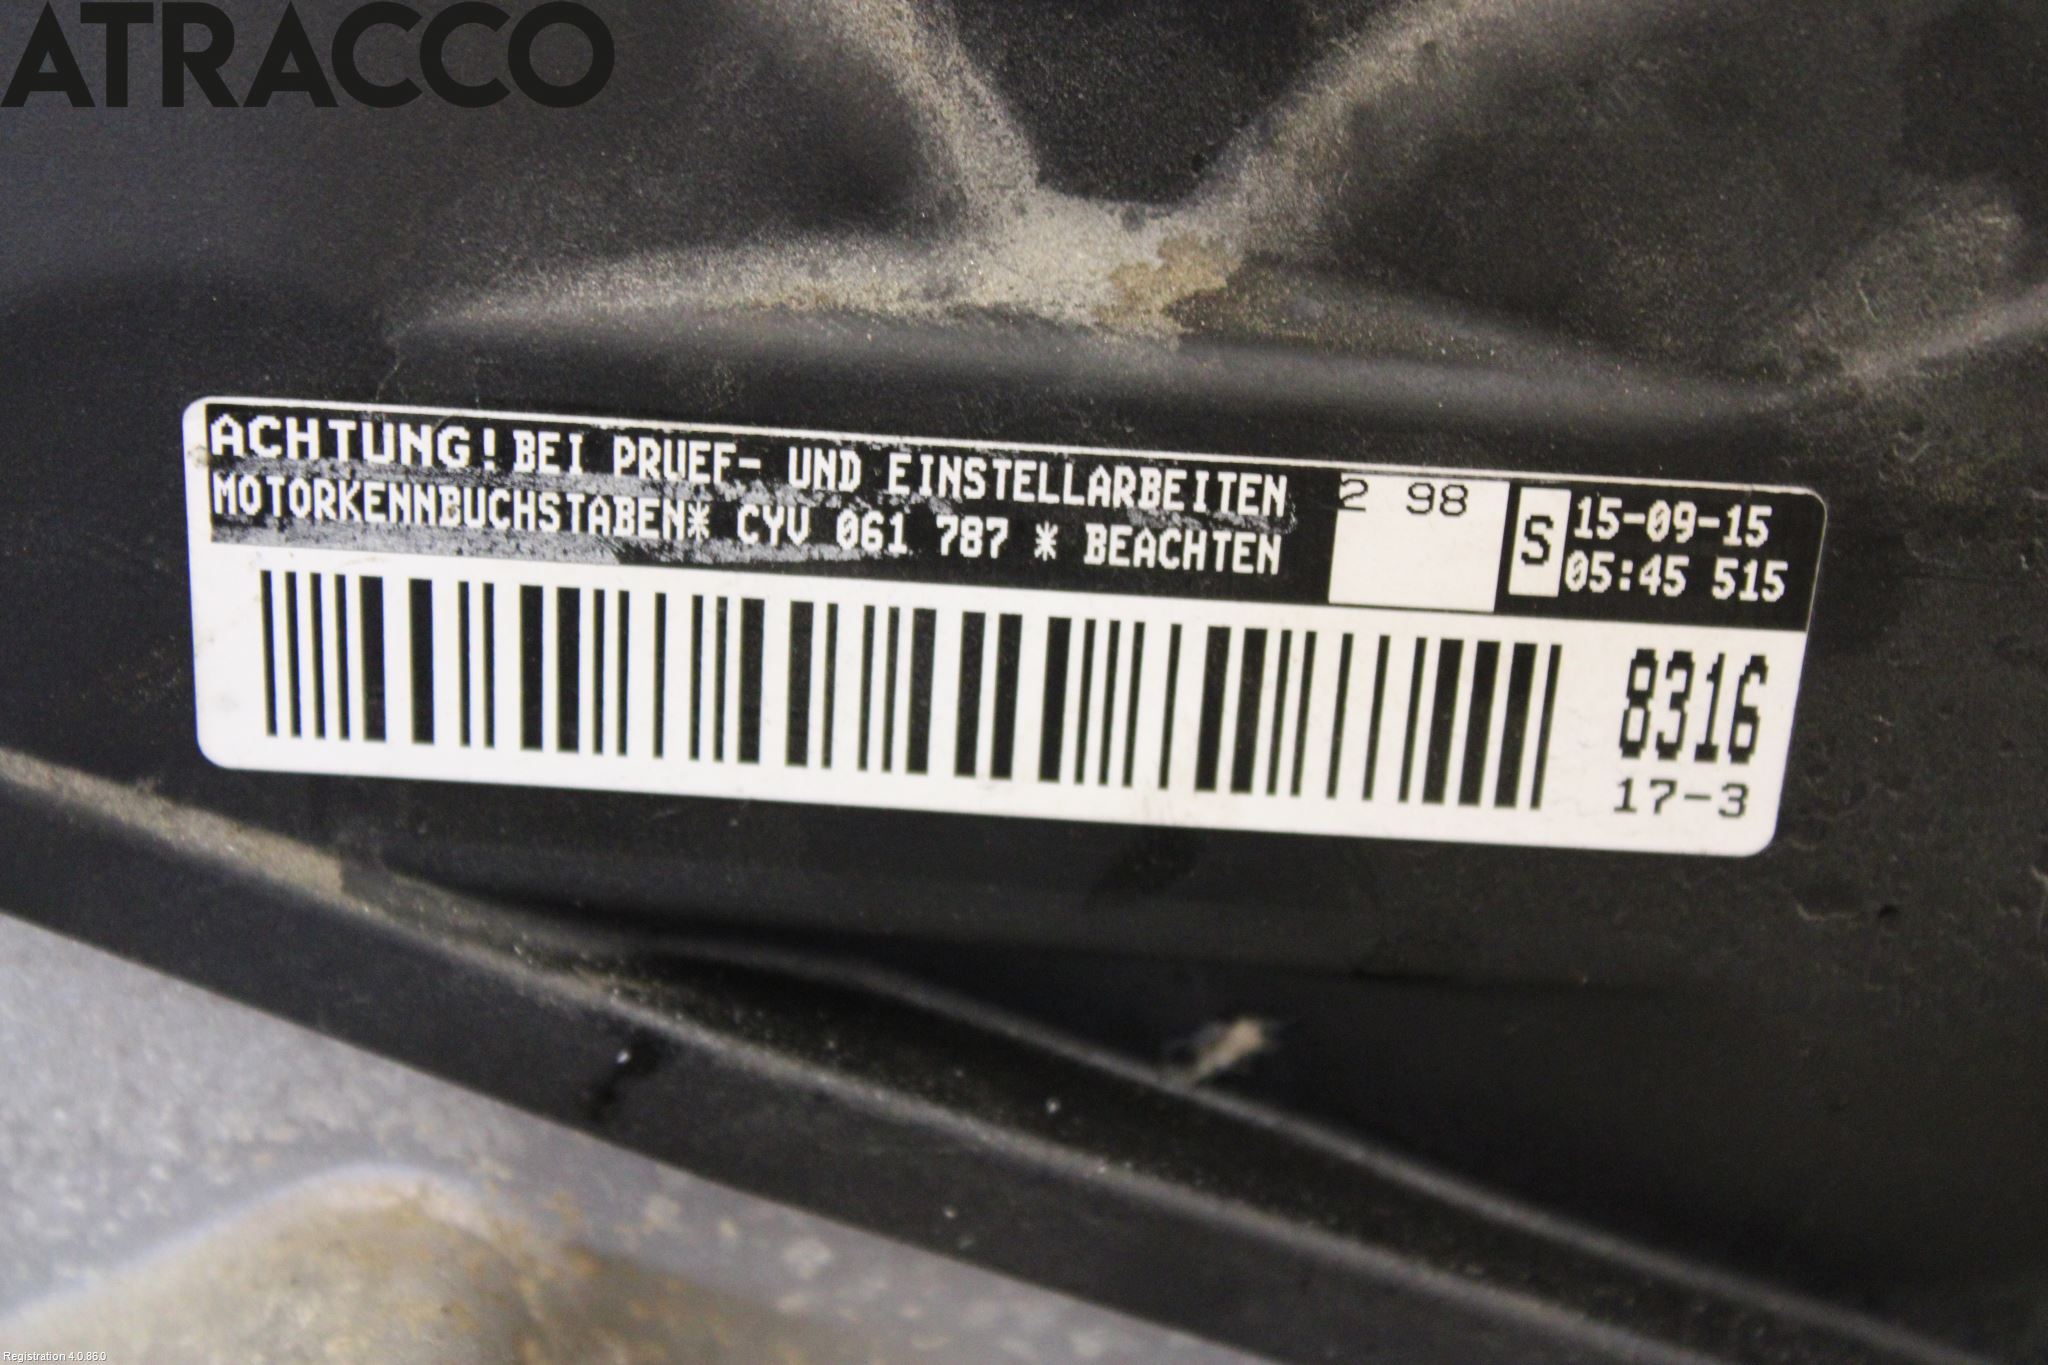 ATRACCO
ACHTUNG! BEI PRUEF- UND EINSTELLARBEITEN
MOTORKENNBUCHSTABEN* CYV 061 787 * BEACHTEN
2 98
S
15-09-15
05:45 515
8316
17-3
Registration 4.0.86.0